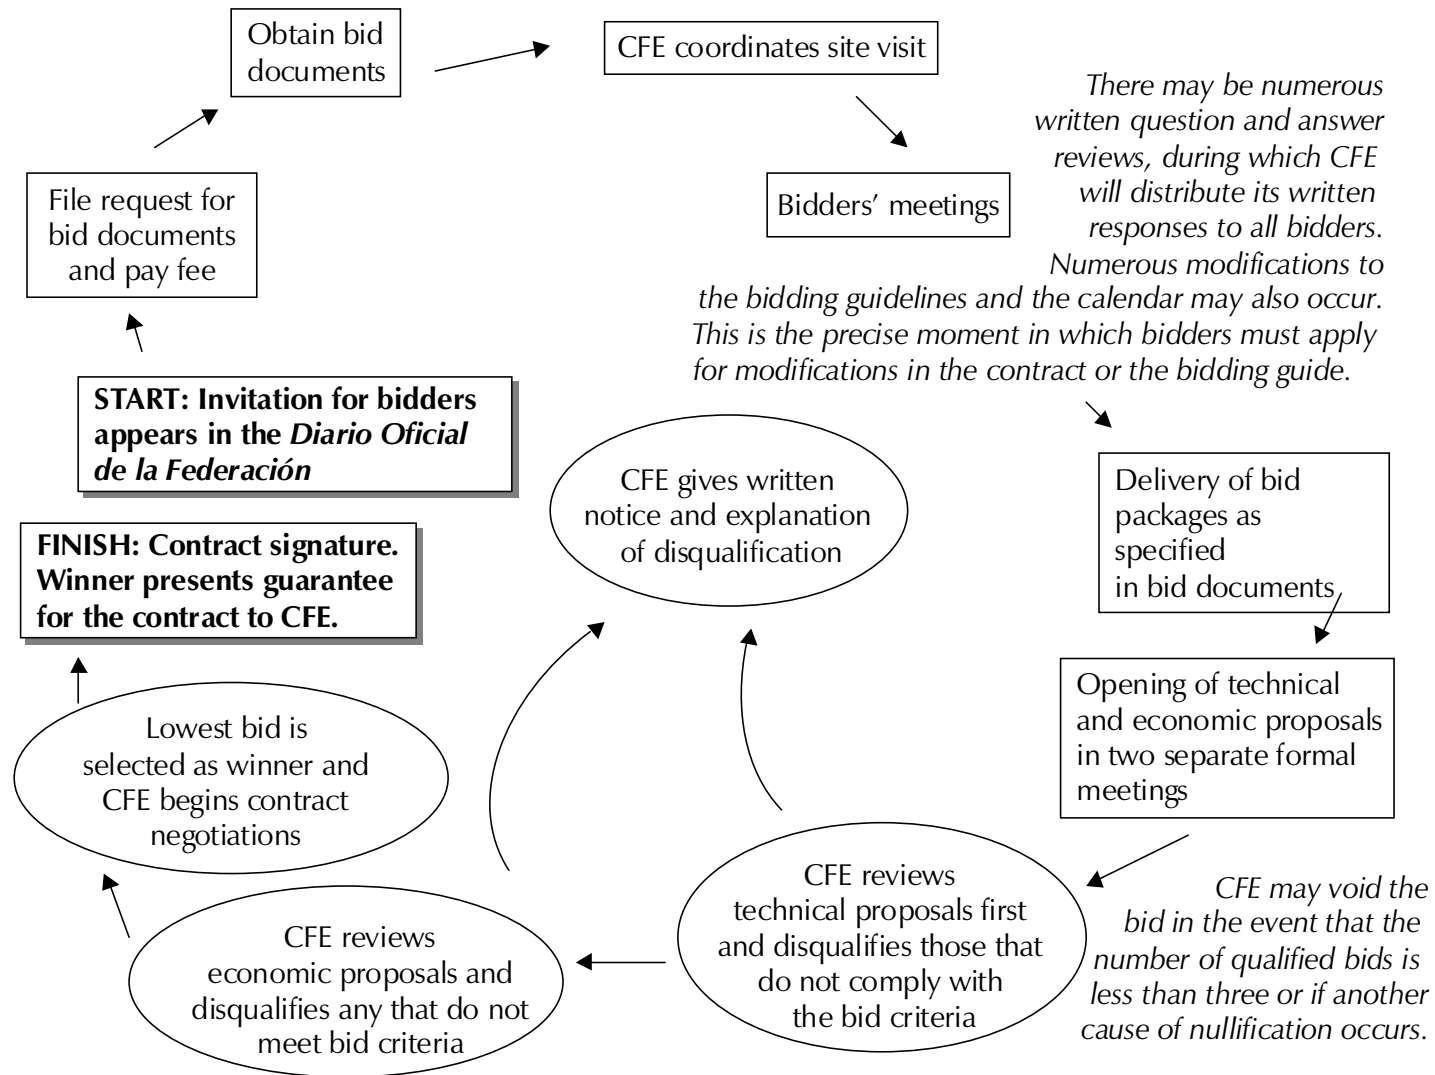 START: Invitation for bidders
appears in the Diario Oficial
de la Federación
File request for
bid documents
and pay fee
Obtain bid
documents
CFE coordinates site visit
Bidders’ meetings
There may be numerous
written question and answer
reviews, during which CFE
will distribute its written
responses to all bidders.
Numerous modifications to
the bidding guidelines and the calendar may also occur.
This is the precise moment in which bidders must apply
for modifications in the contract or the bidding guide.
Delivery of bid
packages as
specified
in bid documents
Opening of technical
and economic proposals
in two separate formal
meetings
CFE may void the
bid in the event that the
number of qualified bids is
less than three or if another
cause of nullification occurs.
CFE reviews
technical proposals first
and disqualifies those that
do not comply with
the bid criteria
CFE gives written
notice and explanation
of disqualification
CFE reviews
economic proposals and
disqualifies any that do not
meet bid criteria
Lowest bid is
selected as winner and
CFE begins contract
negotiations
FINISH: Contract signature.
Winner presents guarantee
for the contract to CFE.